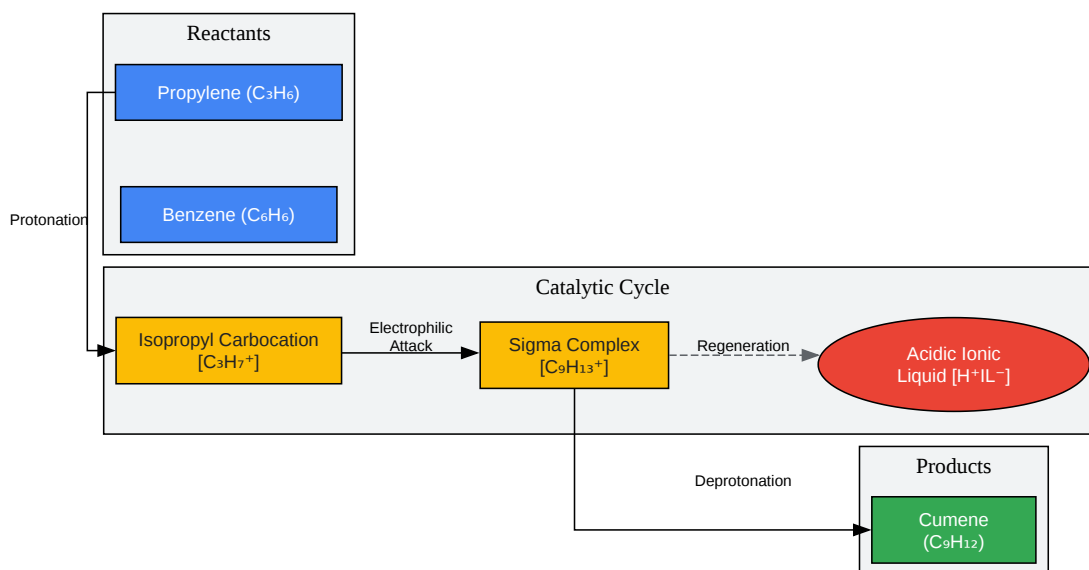 Reactants
Propylene (C₃H₆)
Benzene (C₆H₆)
Protonation
Catalytic Cycle
Isopropyl Carbocation
[C₃H₇⁺]
Electrophilic
Attack
Sigma Complex
[C₉H₁₃⁺]
Regeneration
Acidic Ionic
Liquid [H⁺IL⁻]
Deprotonation
Products
Cumene
(C₉H₁₂)